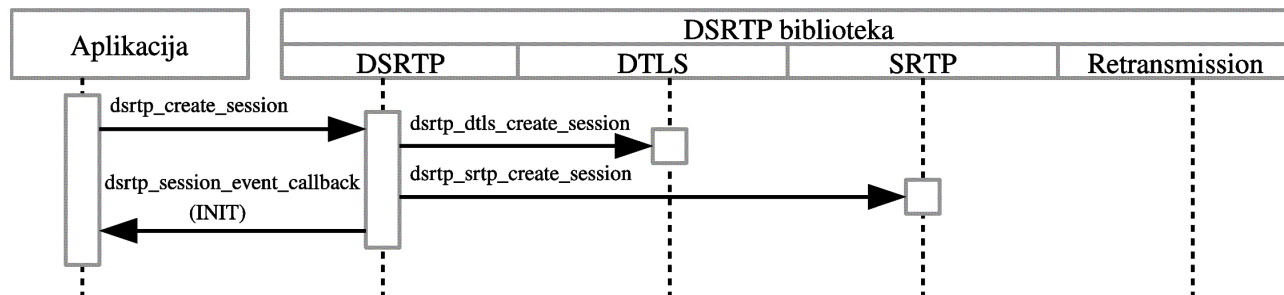 Aplikacija
DSRTP biblioteka
DSRTP
DTLS
SRTP
Retransmission
dsrtp_create_session
dsrtp_dtls_create_session
dsrtp_srtp_create_session
dsrtp_session_event_callback
(INIT)